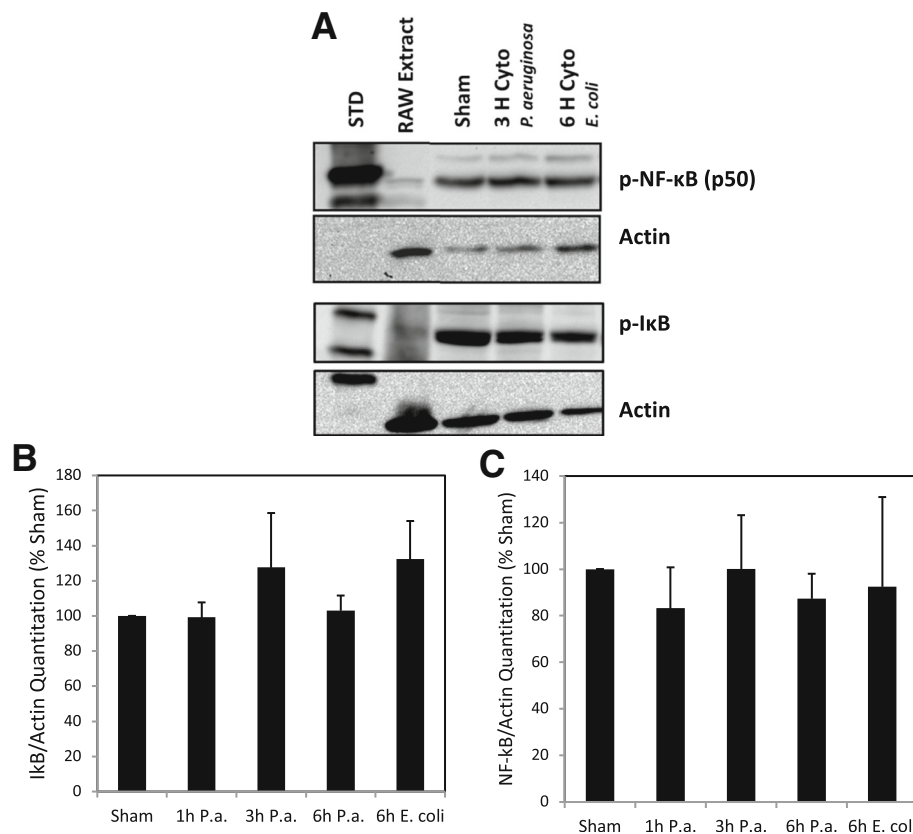 A
STD
RAW Extract
Sham
3 H Cyto
P. aeruginosa
6 H Cyto
E. coli
p-NF-κB (p50)
Actin
p-IκB
Actin
B
IkB/Actin Quantitation (% Sham)
180
160
140
120
100
80
60
40
20
0
Sham 1h P.a. 3h P.a. 6h P.a. 6h E. coli
C
NF-kB/Actin Quantitation (% Sham)
140
120
100
80
60
40
20
0
Sham 1h P.a. 3h P.a. 6h P.a. 6h E. coli